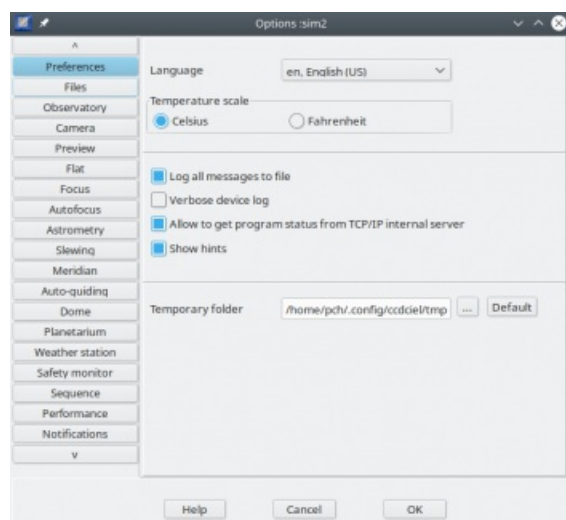 Options :sim2
^
Preferences
Files
Observatory
Camera
Preview
Flat
Focus
Autofocus
Astrometry
Slewing
Meridian
Auto-guiding
Dome
Planetarium
Weather station
Safety monitor
Sequence
Performance
Notifications
v
Language
en, English (US)
Temperature scale
Celsius
Fahrenheit
Log all messages to file
Verbose device log
Allow to get program status from TCP/IP internal server
Show hints
Temporary folder
/home/pch/.config/ccdciel/tmp
...
Default
Help
Cancel
OK